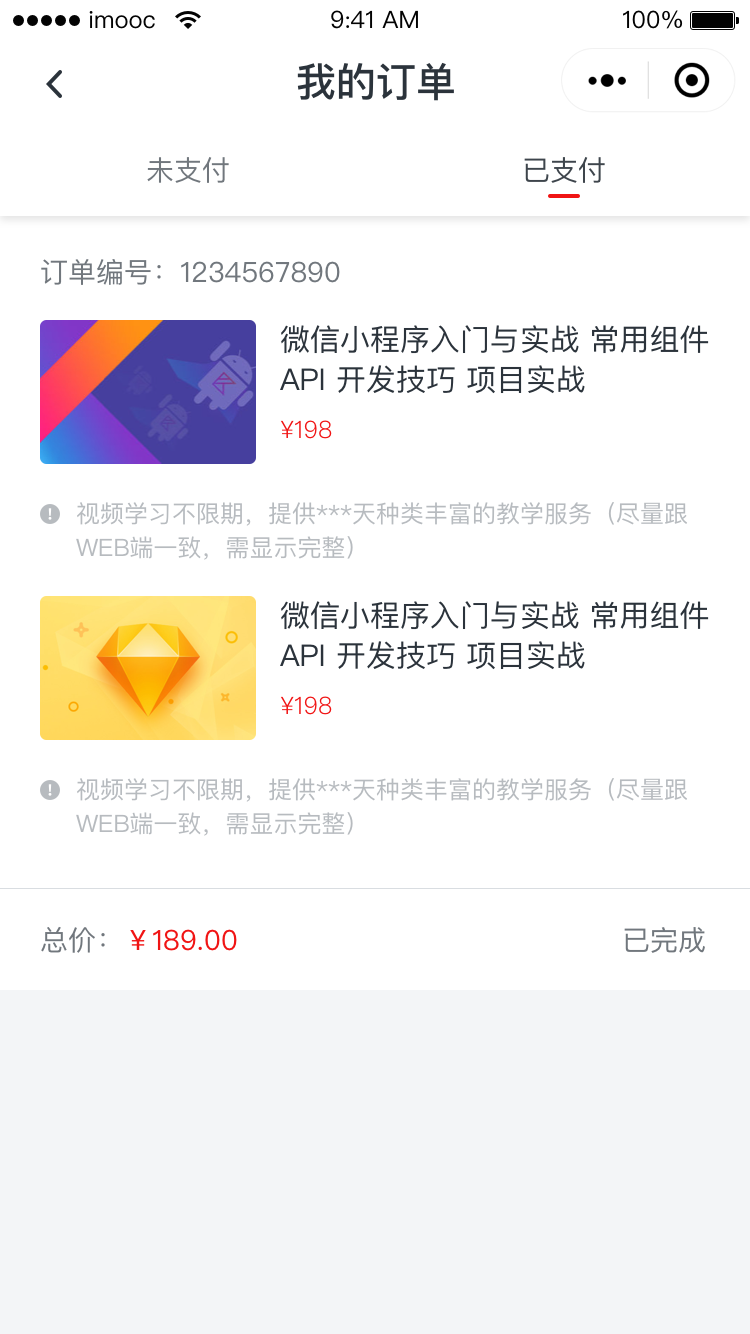 imooc 9:41 AM 100%
我的订单
未支付 已支付
订单编号：1234567890
微信小程序入门与实战 常用组件
API 开发技巧 项目实战
¥198
视频学习不限期，提供***天种类丰富的教学服务（尽量跟
WEB端一致，需显示完整）
微信小程序入门与实战 常用组件
API 开发技巧 项目实战
¥198
视频学习不限期，提供***天种类丰富的教学服务（尽量跟
WEB端一致，需显示完整）
总价：￥189.00 已完成